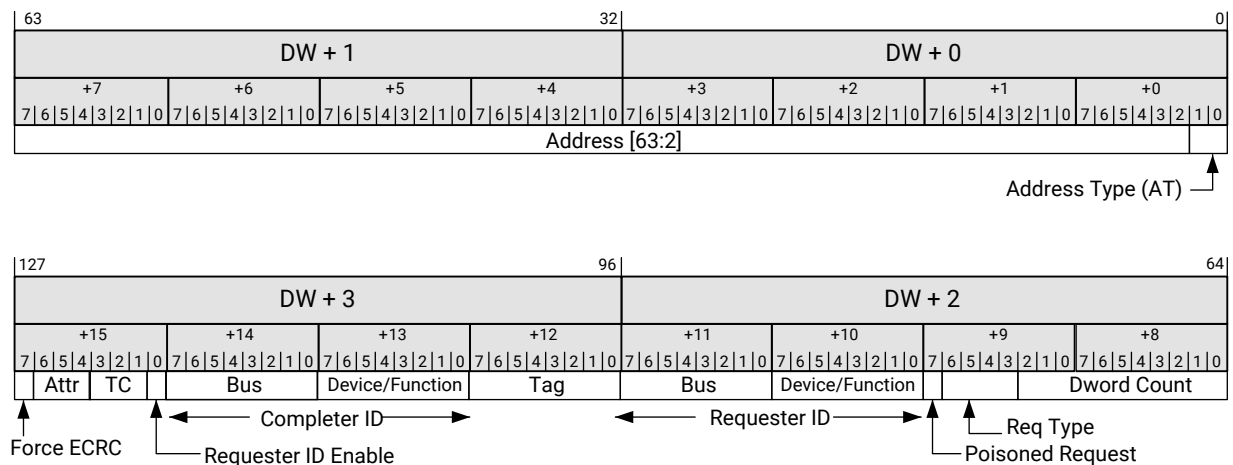 63 32 0
DW + 1 DW + 0
+7 +6 +5 +4 +3 +2 +1 +0
7 6 5 4 3 2 1 0 7 6 5 4 3 2 1 0 7 6 5 4 3 2 1 0 7 6 5 4 3 2 1 0 7 6 5 4 3 2 1 0 7 6 5 4 3 2 1 0 7 6 5 4 3 2 1 0 7 6 5 4 3 2 1 0
Address [63:2]
Address Type (AT)
127 96 64
DW + 3 DW + 2
+15 +14 +13 +12 +11 +10 +9 +8
7 6 5 4 3 2 1 0 7 6 5 4 3 2 1 0 7 6 5 4 3 2 1 0 7 6 5 4 3 2 1 0 7 6 5 4 3 2 1 0 7 6 5 4 3 2 1 0 7 6 5 4 3 2 1 0 7 6 5 4 3 2 1 0
Attr TC Bus Device/Function Tag Bus Device/Function Dword Count
Completer ID Requester ID
Req Type
Force ECRC Requester ID Enable Poisoned Request